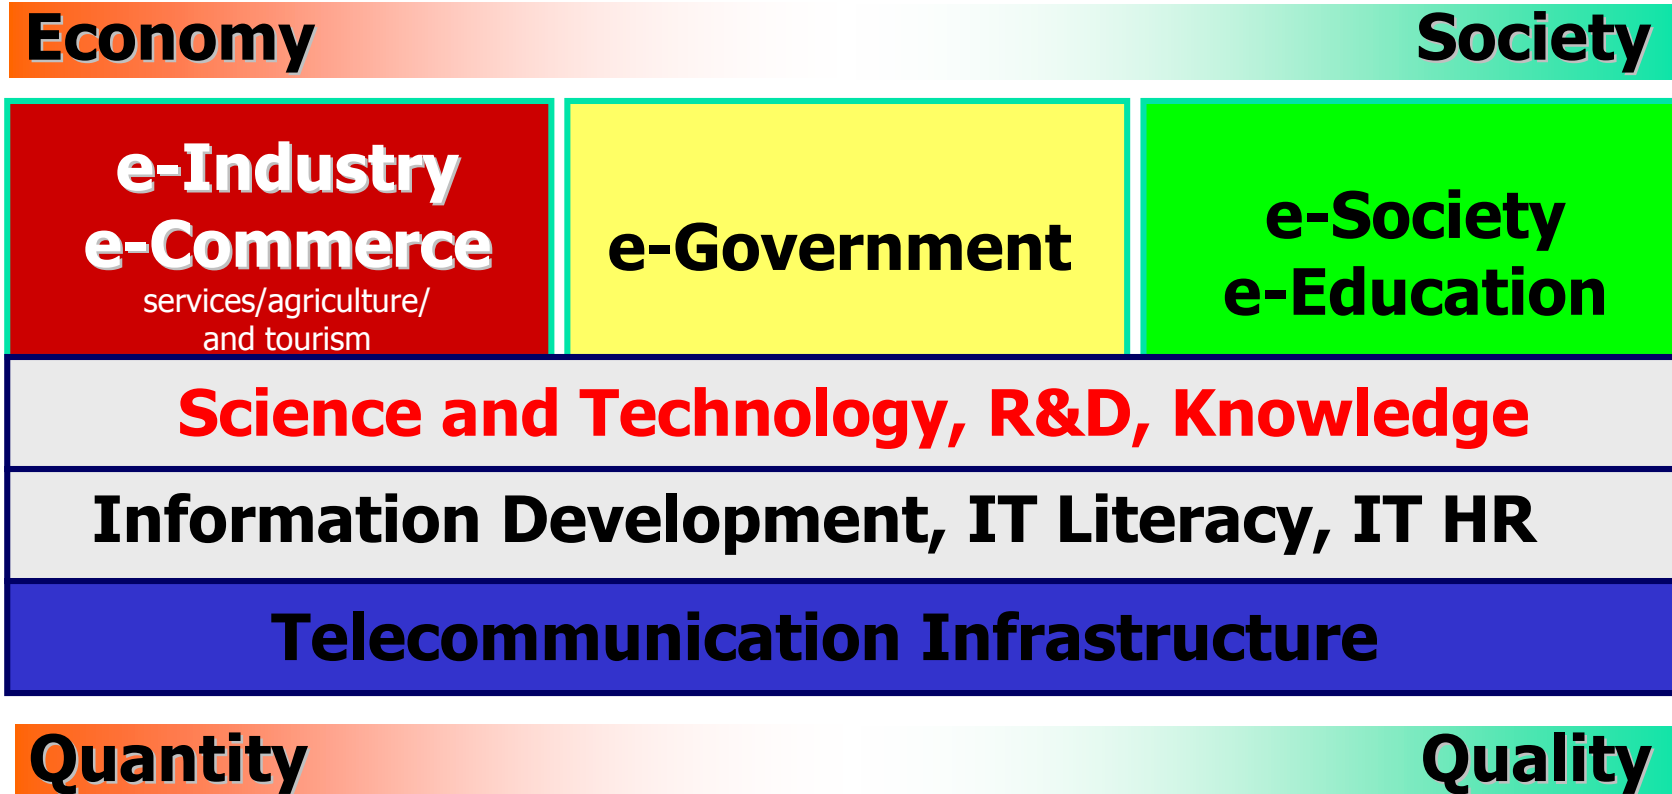 Economy
Society
e-Industry
e-Commerce
services/agriculture/
and tourism
e-Government
e-Society
e-Education
Science and Technology, R&D, Knowledge
Information Development, IT Literacy, IT HR
Telecommunication Infrastructure
Quantity
Quality